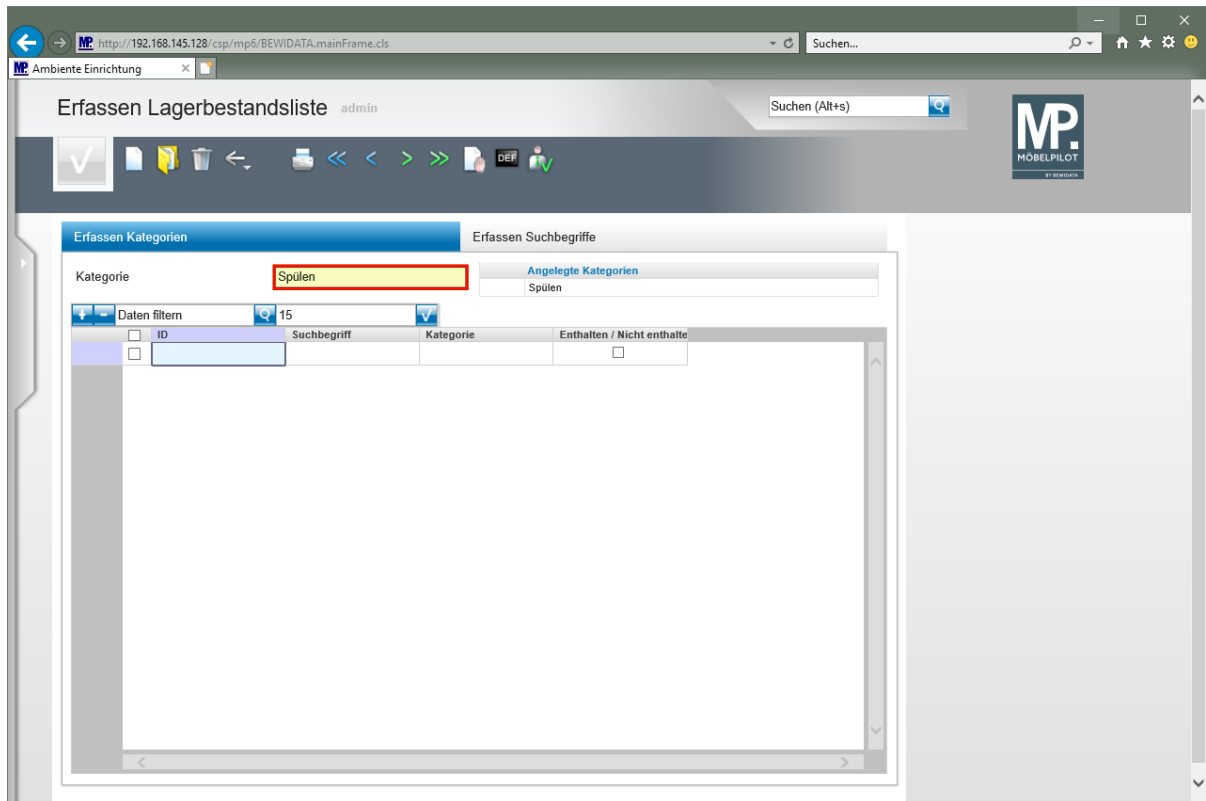 http://192.168.145.128/csp/mp6/BEWIDATA.mainFrame.cls
Suchen...
MP. Ambiente Einrichtung
Erfassen Lagerbestandsliste admin
Suchen (Alt+s)
MP.
MÖBELPILOT
BY BEWIDATA
DEF
Erfassen Kategorien
Erfassen Suchbegriffe
Kategorie
Spülen
Angelegte Kategorien
Spülen
Daten filtern
15
ID Suchbegriff Kategorie Enthalten / Nicht enthalte